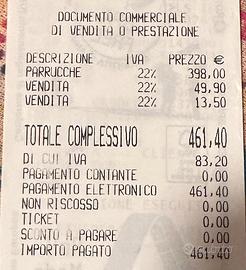 DOCUMENTO COMMERCIALE
DI VENDITA O PRESTAZIONE
DESCRIZIONE IVA PREZZO €
PARRUCCHE 22% 398,00
VENDITA 22% 49,90
VENDITA 22% 13,50
TOTALE COMPLESSIVO 461,40
DI CUI IVA 83,20
PAGAMENTO CONTANTE 0,00
PAGAMENTO ELETTRONICO 461,40
NON RISCOSSO 0,00
TICKET 0,00
SCONTO A PAGARE 0,00
IMPORTO PAGATO 461,40